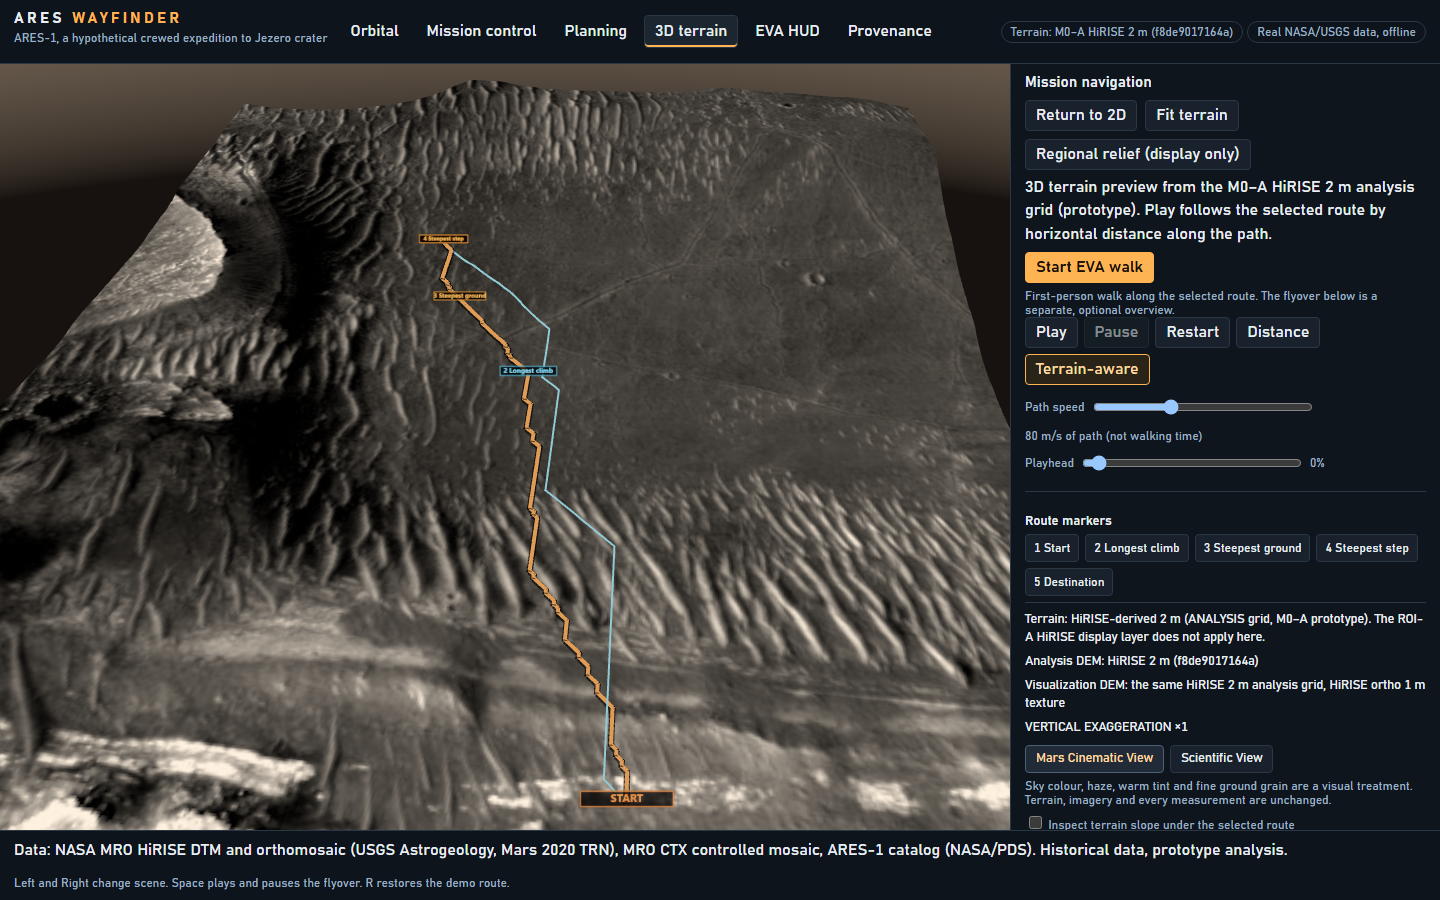 ARES WAYFINDER
ARES-1, a hypothetical crewed expedition to Jezero crater
Orbital
Mission control
Planning
3D terrain
EVA HUD
Provenance
Terrain: M0–A HiRISE 2 m (f8de9017164a)
Real NASA/USGS data, offline
4 Steepest step
3 Steepest ground
2 Longest climb
START
Mission navigation
Return to 2D
Fit terrain
Regional relief (display only)
3D terrain preview from the M0–A HiRISE 2 m analysis
grid (prototype). Play follows the selected route by
horizontal distance along the path.
Start EVA walk
First-person walk along the selected route. The flyover below is a
separate, optional overview.
Play
Pause
Restart
Distance
Terrain-aware
Path speed
80 m/s of path (not walking time)
Playhead
0%
Route markers
1 Start
2 Longest climb
3 Steepest ground
4 Steepest step
5 Destination
Terrain: HiRISE-derived 2 m (ANALYSIS grid, M0–A prototype). The ROI–
A HiRISE display layer does not apply here.
Analysis DEM: HiRISE 2 m (f8de9017164a)
Visualization DEM: the same HiRISE 2 m analysis grid, HiRISE ortho 1 m
texture
VERTICAL EXAGGERATION ×1
Mars Cinematic View
Scientific View
Sky colour, haze, warm tint and fine ground grain are a visual treatment.
Terrain, imagery and every measurement are unchanged.
Inspect terrain slope under the selected route
Data: NASA MRO HiRISE DTM and orthomosaic (USGS Astrogeology, Mars 2020 TRN), MRO CTX controlled mosaic, ARES-1 catalog (NASA/PDS). Historical data, prototype analysis.
Left and Right change scene. Space plays and pauses the flyover. R restores the demo route.